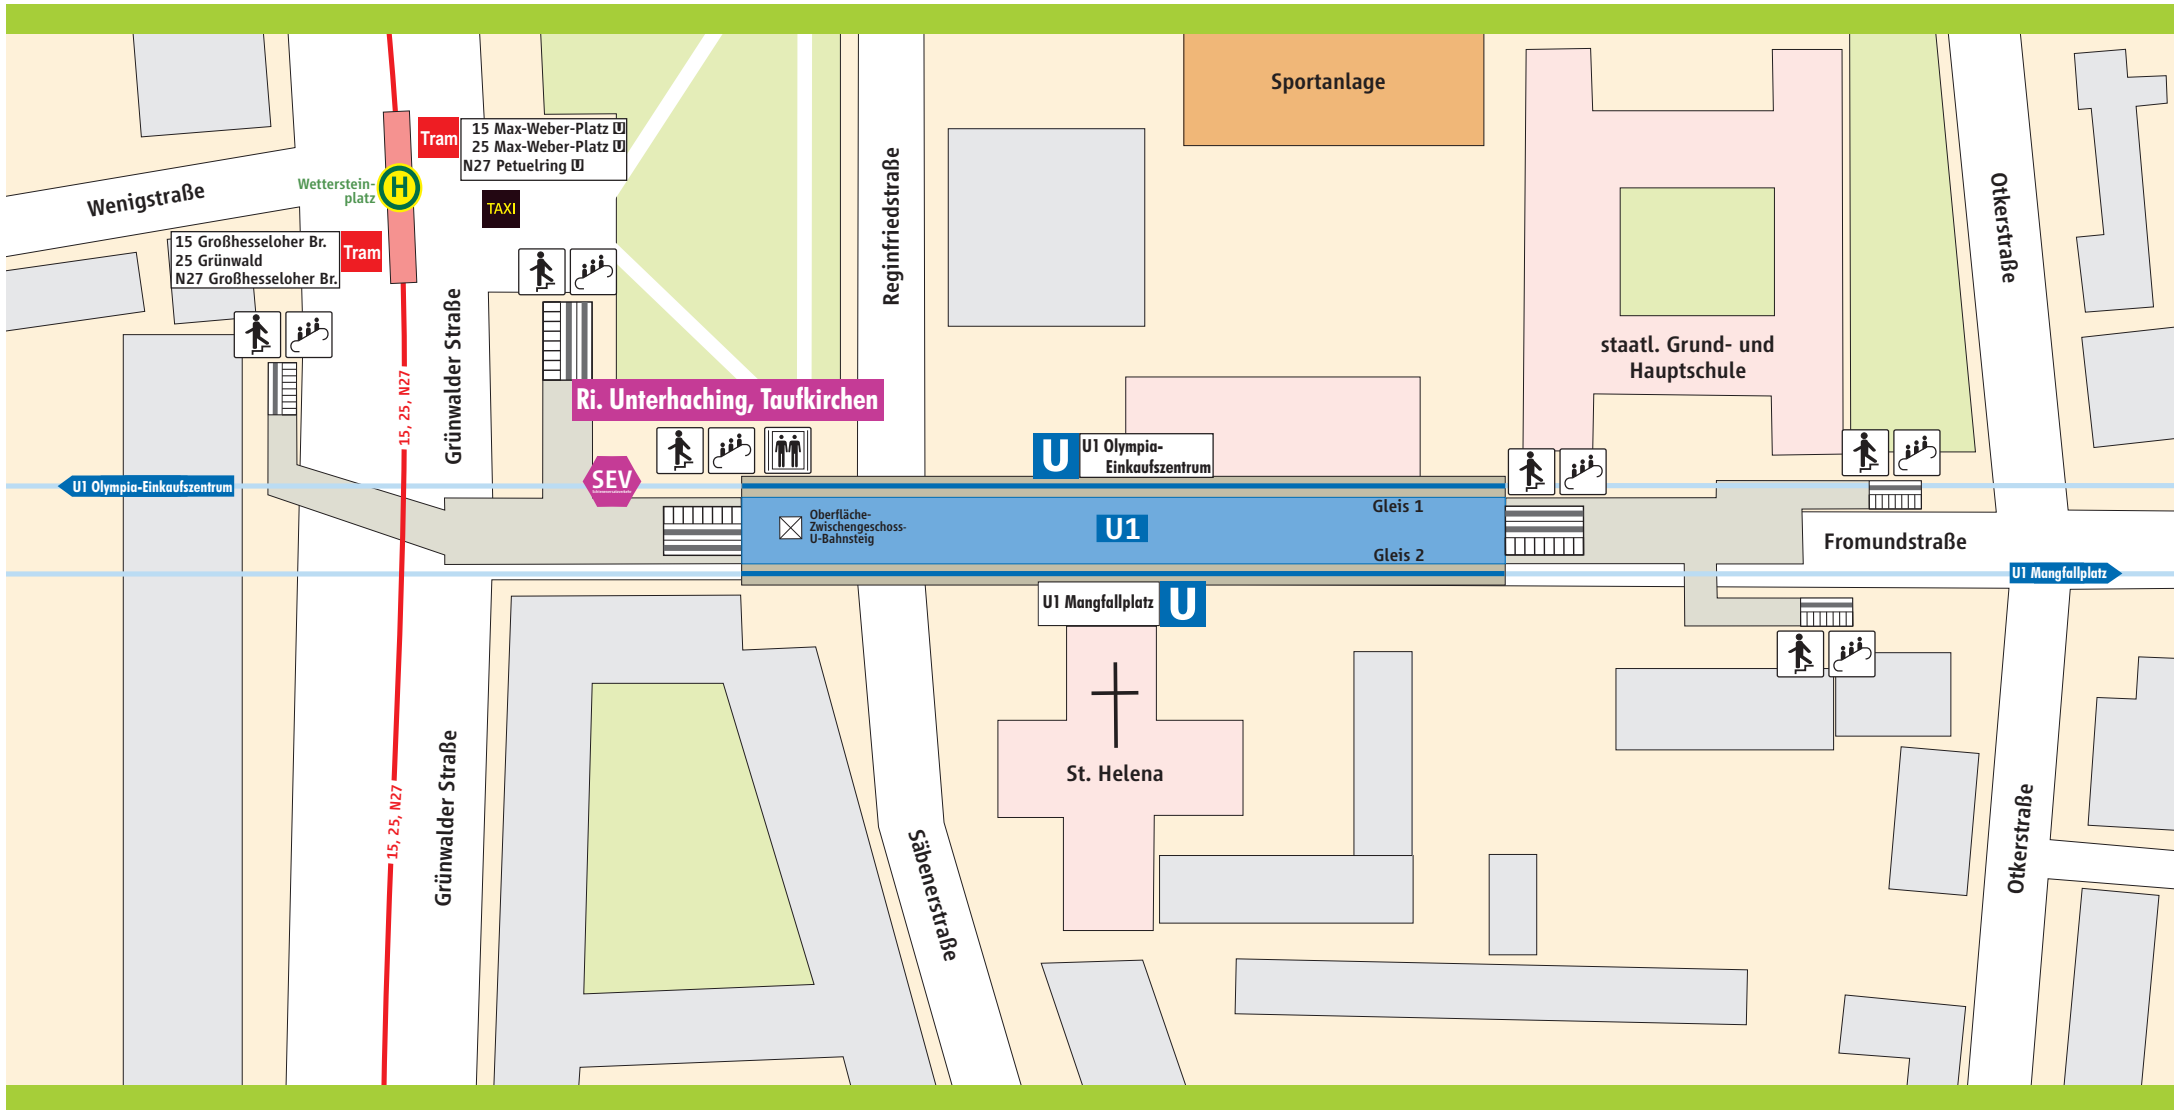 Sportanlage
Tram
15 Max-Weber-Platz U
25 Max-Weber-Platz U
N27 Petuelring U
Wetterstein-
platz
H
Wenigstraße
TAXI
15 Großhesseloher Br.
25 Grünwald
N27 Großhesseloher Br.
Tram
Reginfriedstraße
Otkerstraße
Grünwalder Straße
15, 25, N27
staatl. Grund- und
Hauptschule
Ri. Unterhaching, Taufkirchen
U
U1 Olympia-
Einkaufszentrum
U1 Olympia-Einkaufszentrum
SEV
Gleis 1
Oberfläche-
Zwischengeschoss-
U-Bahnsteig
U1
Gleis 2
Fromundstraße
U1 Mangfallplatz
U1 Mangfallplatz
U
St. Helena
Grünwalder Straße
15, 25, N27
Säbenerstraße
Otkerstraße